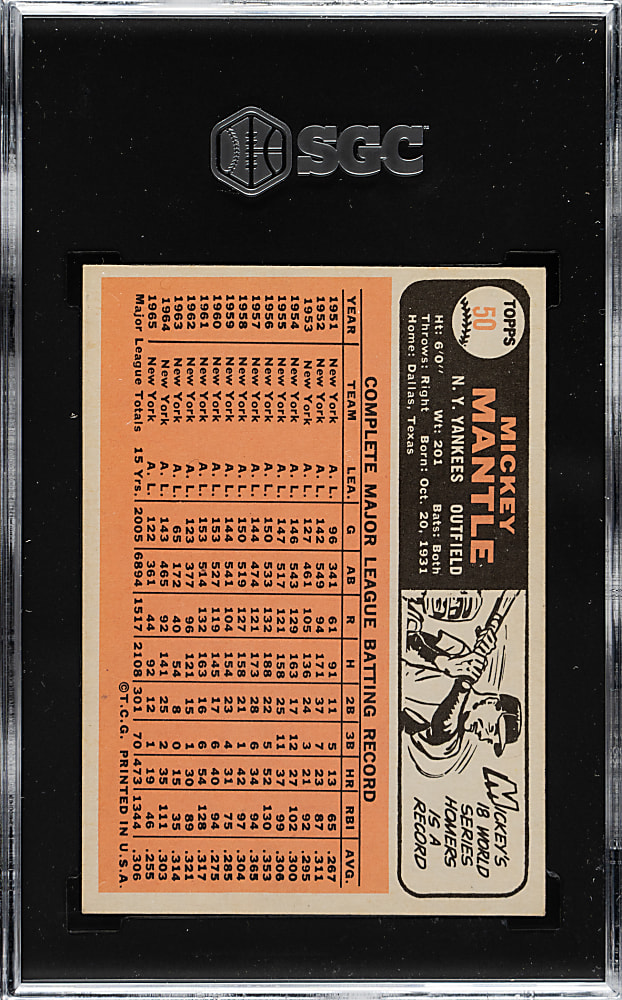 SGC
TOPPS
50
MICKEY
MANTLE
N. Y. YANKEES OUTFIELD
Ht: 6'0" Wt: 201 Bats: Both
Throws: Right Born: Oct. 20, 1931
Home: Dallas, Texas
MICKEY'S
18 WORLD
SERIES
HOMERS
IS A
RECORD
COMPLETE MAJOR LEAGUE BATTING RECORD
YEAR TEAM LEA. G AB R H 2B 3B HR RBI AVG.
1951 New York A. L. 96 341 61 91 11 5 13 65 .267
1952 New York A. L. 142 549 94 171 37 7 23 87 .311
1953 New York A. L. 127 461 105 136 24 3 21 92 .295
1954 New York A. L. 146 543 129 163 17 12 27 102 .300
1955 New York A. L. 147 517 121 158 25 11 37 99 .306
1956 New York A. L. 150 533 132 188 22 5 52 130 .353
1957 New York A. L. 144 474 121 173 28 6 34 94 .365
1958 New York A. L. 150 519 127 158 21 1 42 97 .304
1959 New York A. L. 144 541 104 154 23 4 31 75 .285
1960 New York A. L. 153 527 119 145 17 6 40 94 .275
1961 New York A. L. 153 514 132 163 16 6 54 128 .317
1962 New York A. L. 123 377 96 121 15 1 30 89 .321
1963 New York A. L. 65 172 40 54 8 0 15 35 .314
1964 New York A. L. 143 465 92 141 25 2 35 111 .303
1965 New York A. L. 122 361 44 92 12 1 19 46 .255
Major League Totals 15 Yrs. 2005 6894 1517 2108 301 70 473 1344 .306
©T.C.G. PRINTED IN U.S.A.